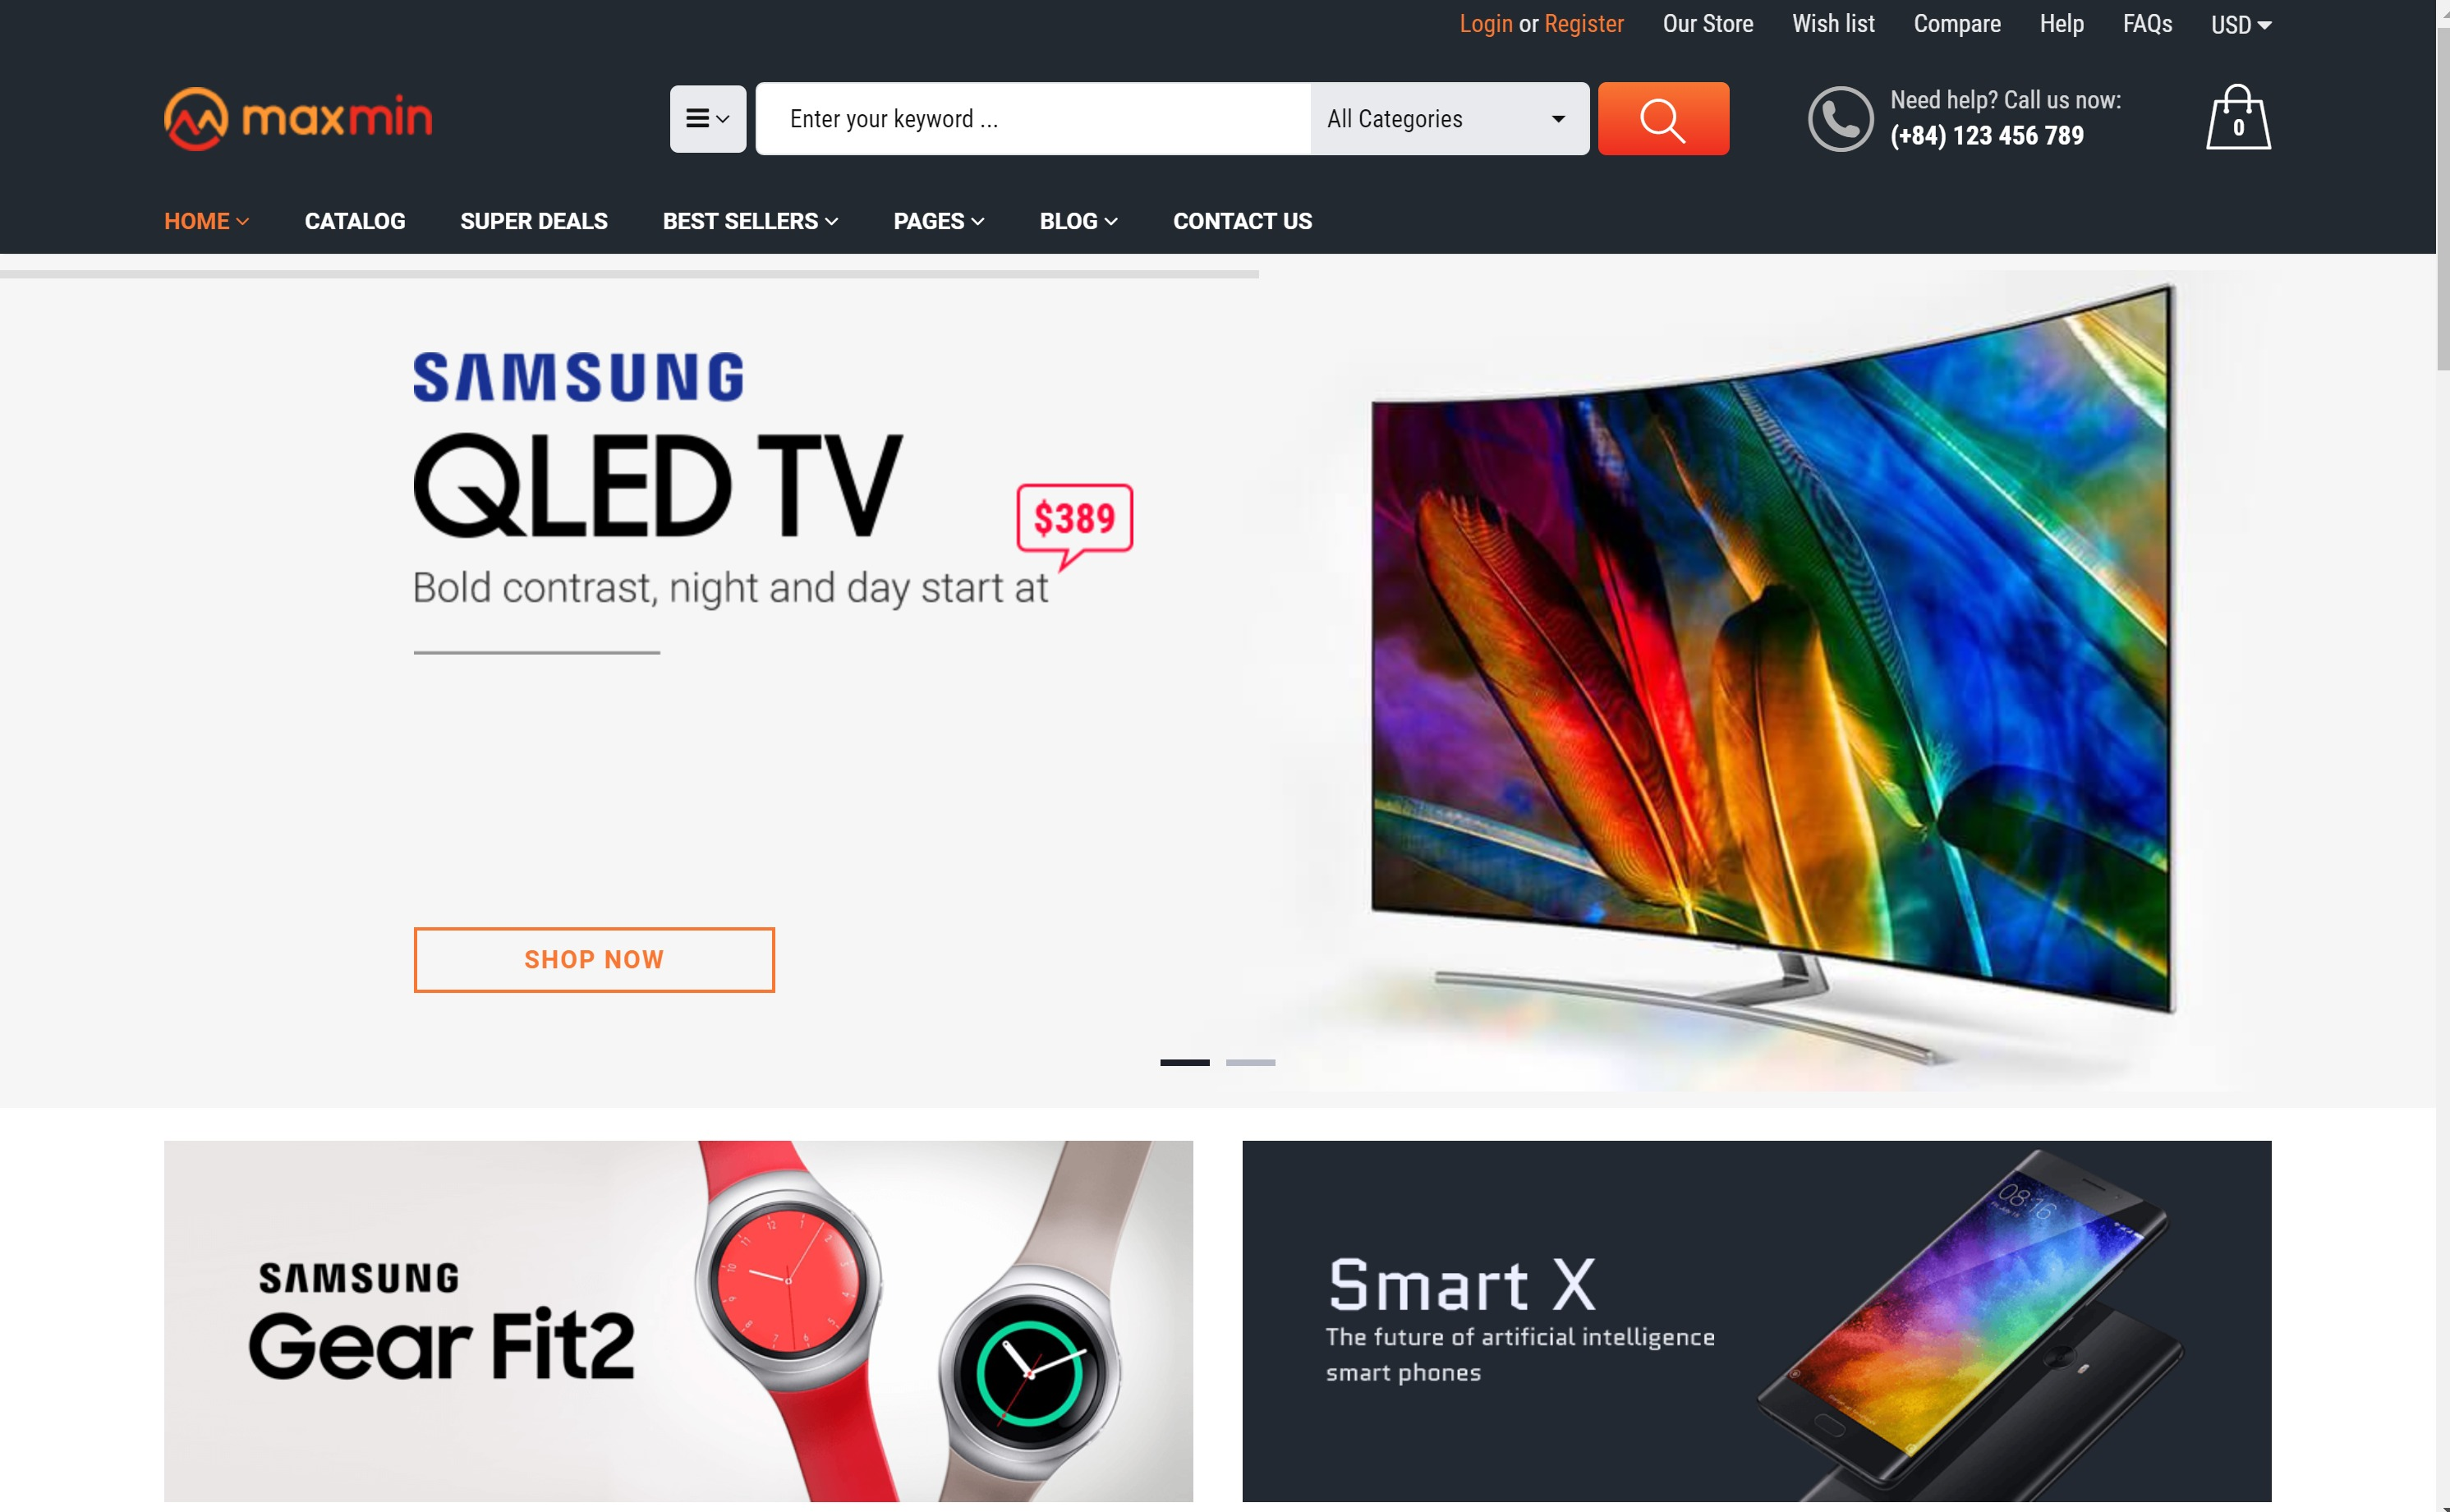 Login or Register Our Store Wish list Compare Help FAQs USD
maxmin
Enter your keyword ...
All Categories
Need help? Call us now:
(+84) 123 456 789
0
HOME CATALOG SUPER DEALS BEST SELLERS PAGES BLOG CONTACT US
SAMSUNG
QLED TV
$389
Bold contrast, night and day start at
SHOP NOW
SAMSUNG
Gear Fit2
Smart X
The future of artificial intelligence
smart phones
08:16